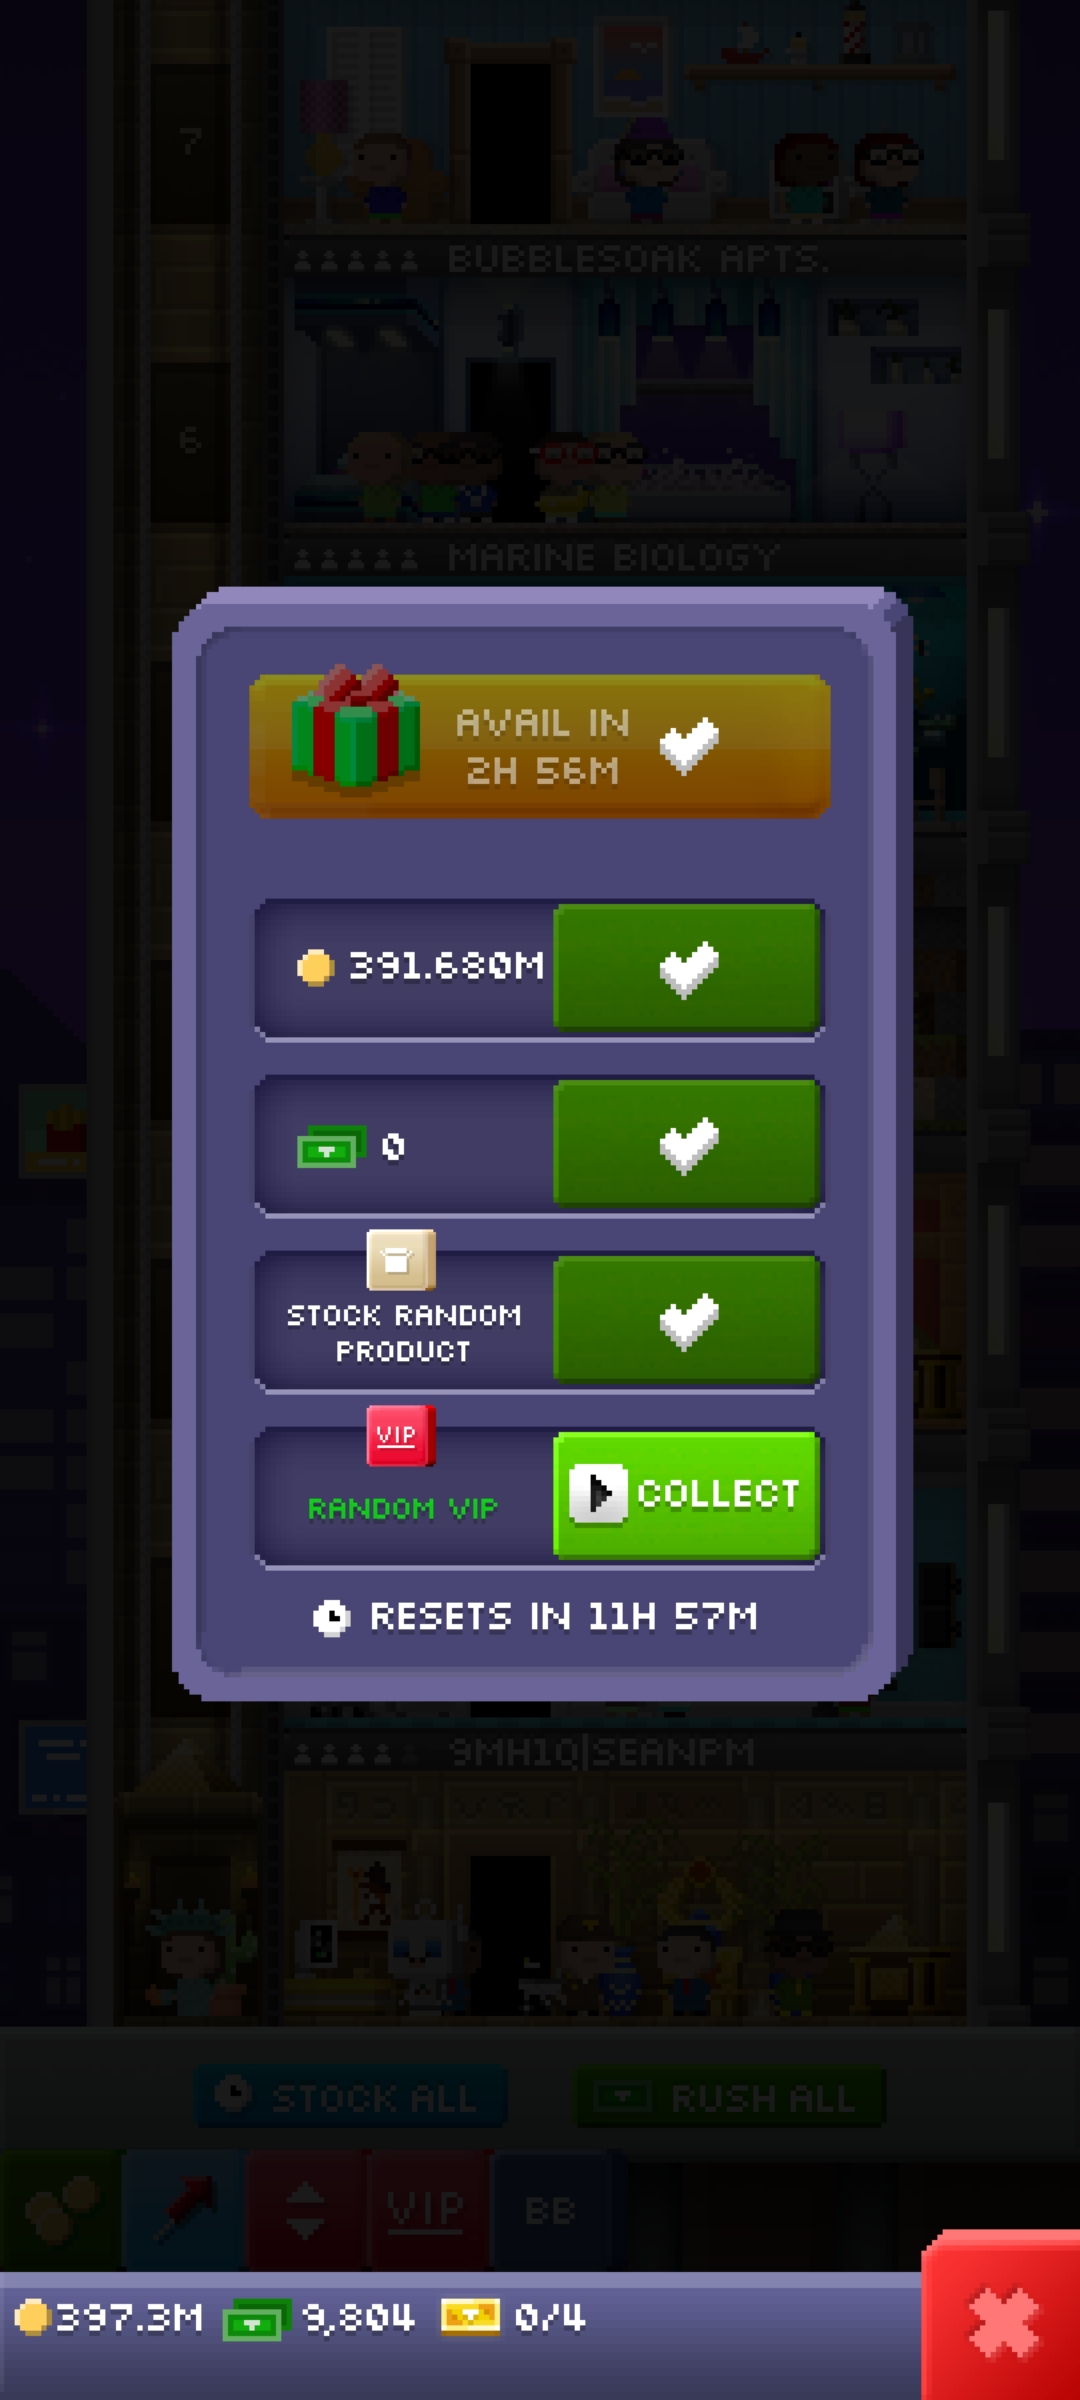 7
BUBBLESOAK APTS.
6
MARINE BIOLOGY
AVAIL IN
2H 56M
391.680M
0
STOCK RANDOM
PRODUCT
VIP
RANDOM VIP
COLLECT
RESETS IN 11H 57M
9MH1Q|SEANPM
STOCK ALL
RUSH ALL
VIP
BB
397.3M 9,804 0/4